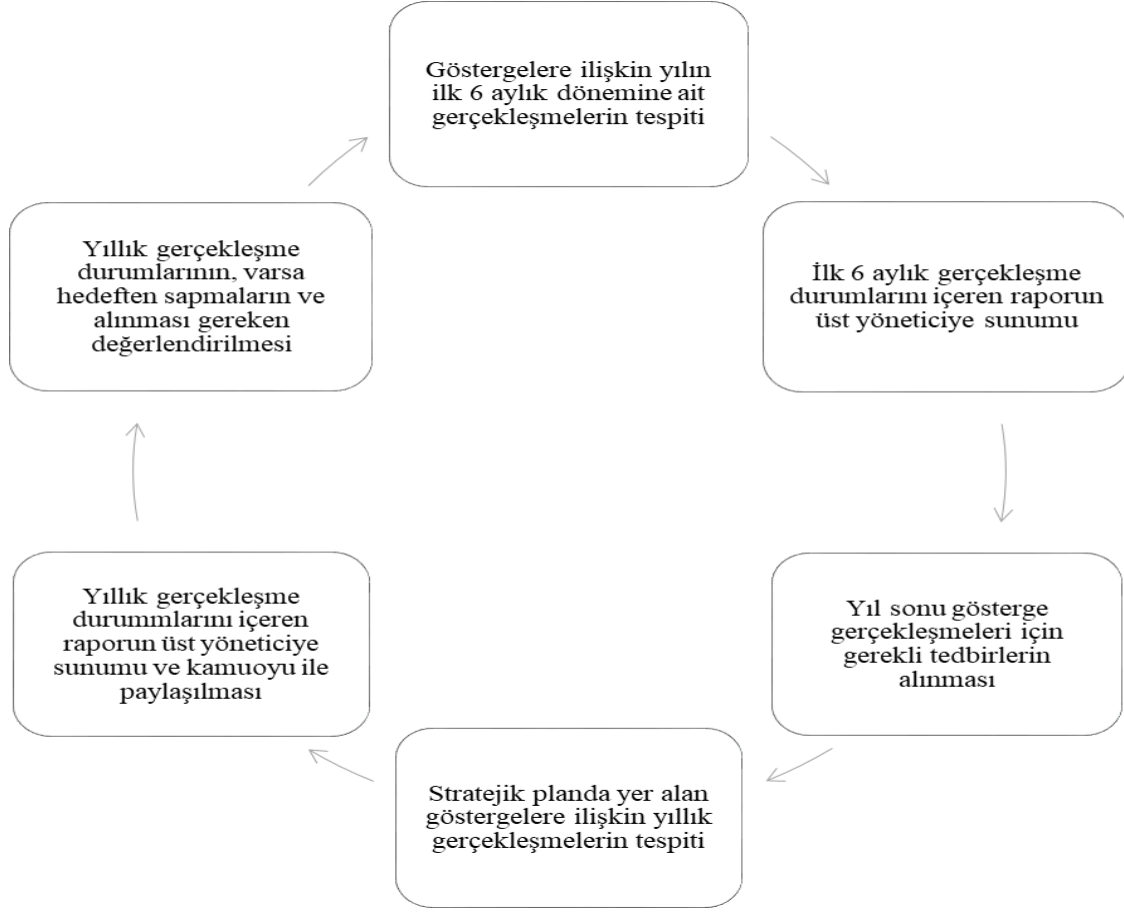 Göstergelere ilişkin yılın
ilk 6 aylık dönemine ait
gerçekleşmelerin tespiti
İlk 6 aylık gerçekleşme
durumlarını içeren raporun
üst yöneticiye sunumu
Yıl sonu gösterge
gerçekleşmeleri için
gerekli tedbirlerin
alınması
Stratejik planda yer alan
göstergelere ilişkin yıllık
gerçekleşmelerin tespiti
Yıllık gerçekleşme
durummlarını içeren
raporun üst yöneticiye
sunumu ve kamuoyu ile
paylaşılması
Yıllık gerçekleşme
durumlarının, varsa
hedeften sapmaların ve
alınması gereken
değerlendirilmesi